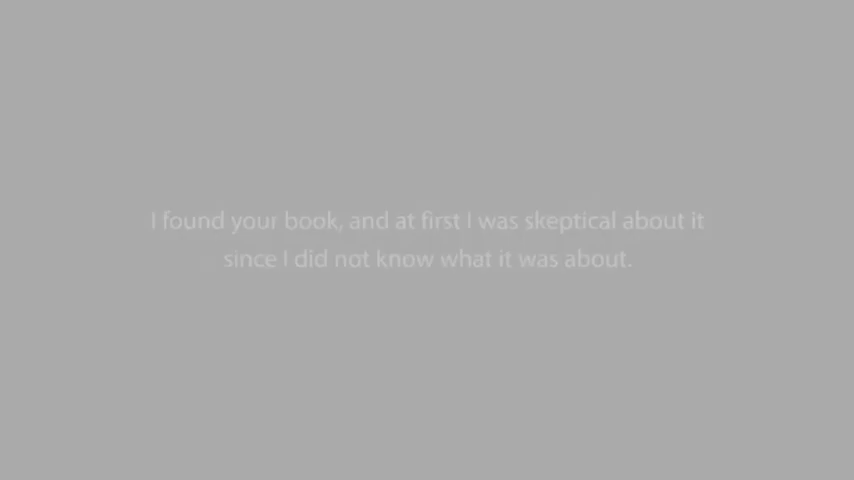 I found your book, and at first I was skeptical about it
since I did not know what it was about.